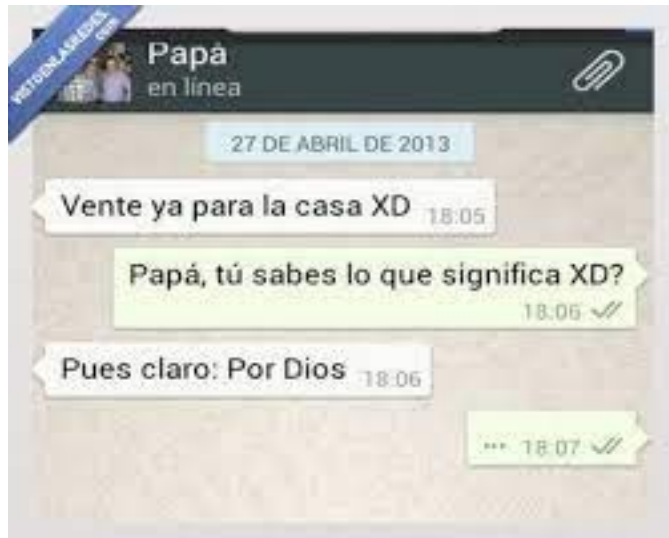 VISTOENLASREDES
.com
Papá
en línea
27 DE ABRIL DE 2013
Vente ya para la casa XD 18:05
Papá, tú sabes lo que significa XD?
18:06
Pues claro: Por Dios 18:06
... 18:07